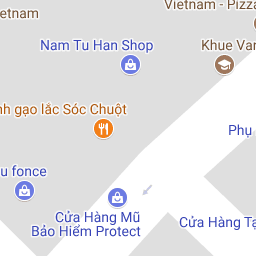 Vietnam - Pizza
etnam
Nam Tu Han Shop
Khue Van
nh gạo lắc Sóc Chuột
Phụ
u fonce
Cửa Hàng Mũ
Bảo Hiểm Protect
Cửa Hàng Tạ